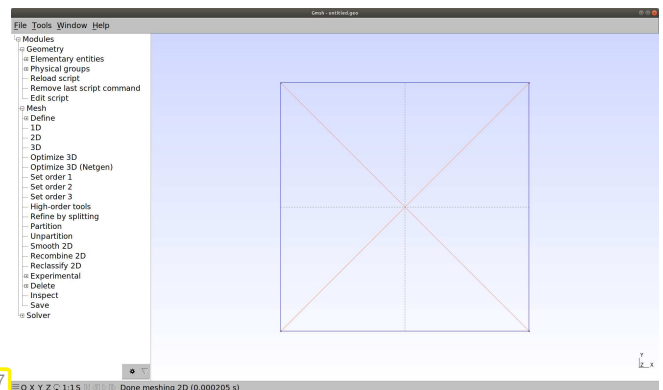 Gmsh - untitled.geo
File Tools Window Help
Modules
Geometry
Elementary entities
Physical groups
Reload script
Remove last script command
Edit script
Mesh
Define
1D
2D
3D
Optimize 3D
Optimize 3D (Netgen)
Set order 1
Set order 2
Set order 3
High-order tools
Refine by splitting
Partition
Unpartition
Smooth 2D
Recombine 2D
Reclassify 2D
Experimental
Delete
Inspect
Save
Solver
Y
Z X
7
O X Y Z 1:1 S Done meshing 2D (0.000205 s)